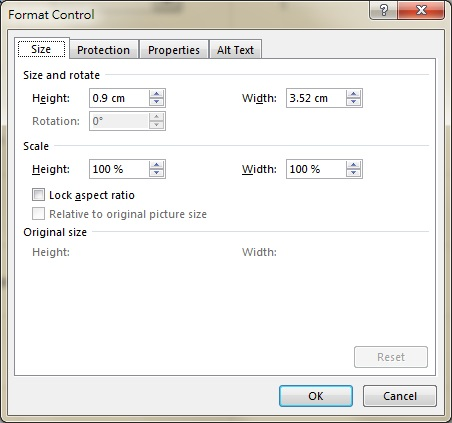 Format Control
?
Size Protection Properties Alt Text
Size and rotate
Height: 0.9 cm Width: 3.52 cm
Rotation: 0°
Scale
Height: 100 % Width: 100 %
Lock aspect ratio
Relative to original picture size
Original size
Height: Width:
Reset
OK Cancel